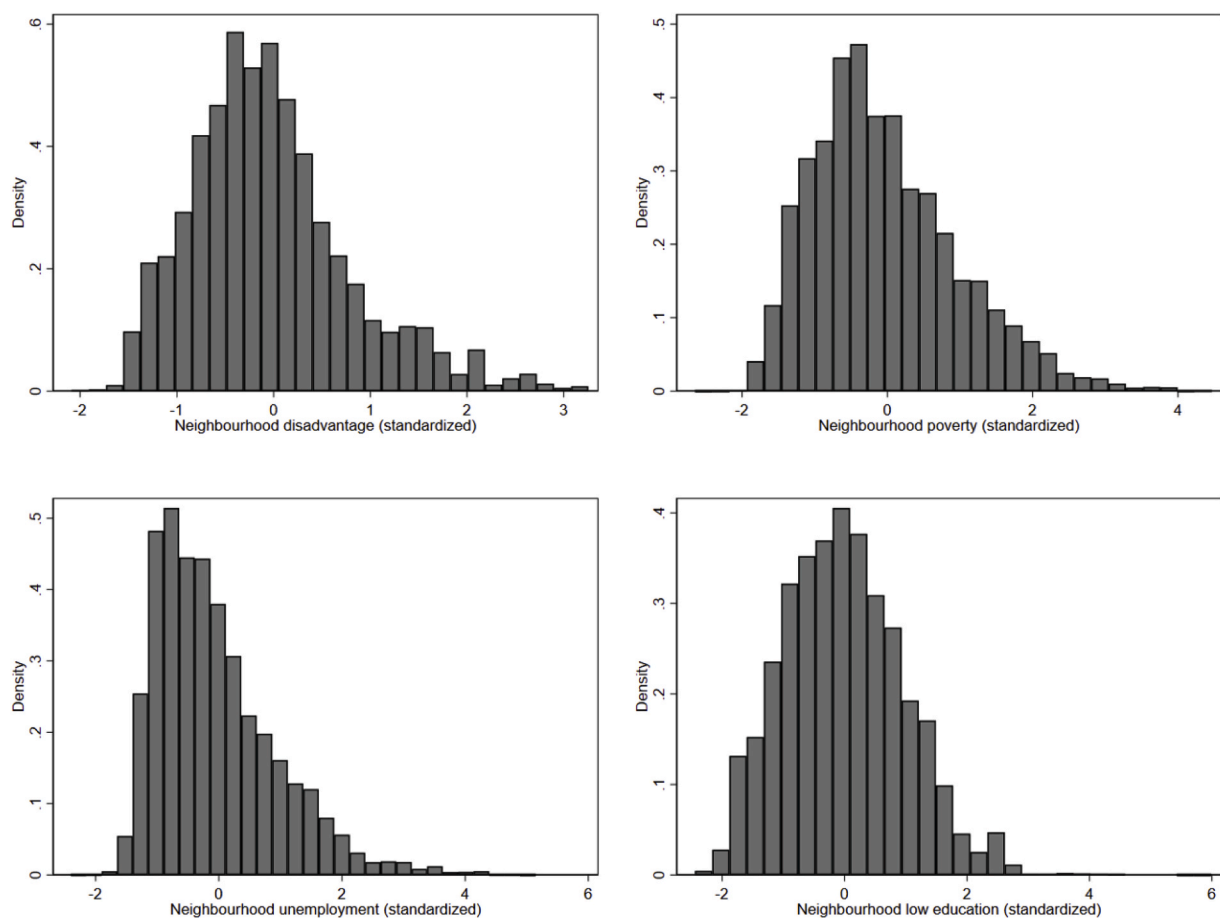 Density
.6
.4
.2
0
-2 -1 0 1 2 3
Neighbourhood disadvantage (standardized)
Density
.5
.4
.3
.2
.1
0
-2 0 2 4
Neighbourhood poverty (standardized)
Density
.5
.4
.3
.2
.1
0
-2 0 2 4 6
Neighbourhood unemployment (standardized)
Density
.4
.3
.2
.1
0
-2 0 2 4 6
Neighbourhood low education (standardized)